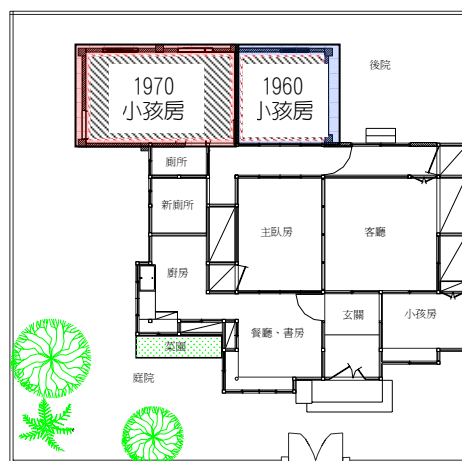 1970
小孩房
1960
小孩房
後院
廁所
新廁所
主臥房
客廳
廚房
餐廳、書房
玄關
小孩房
菜圃
庭院